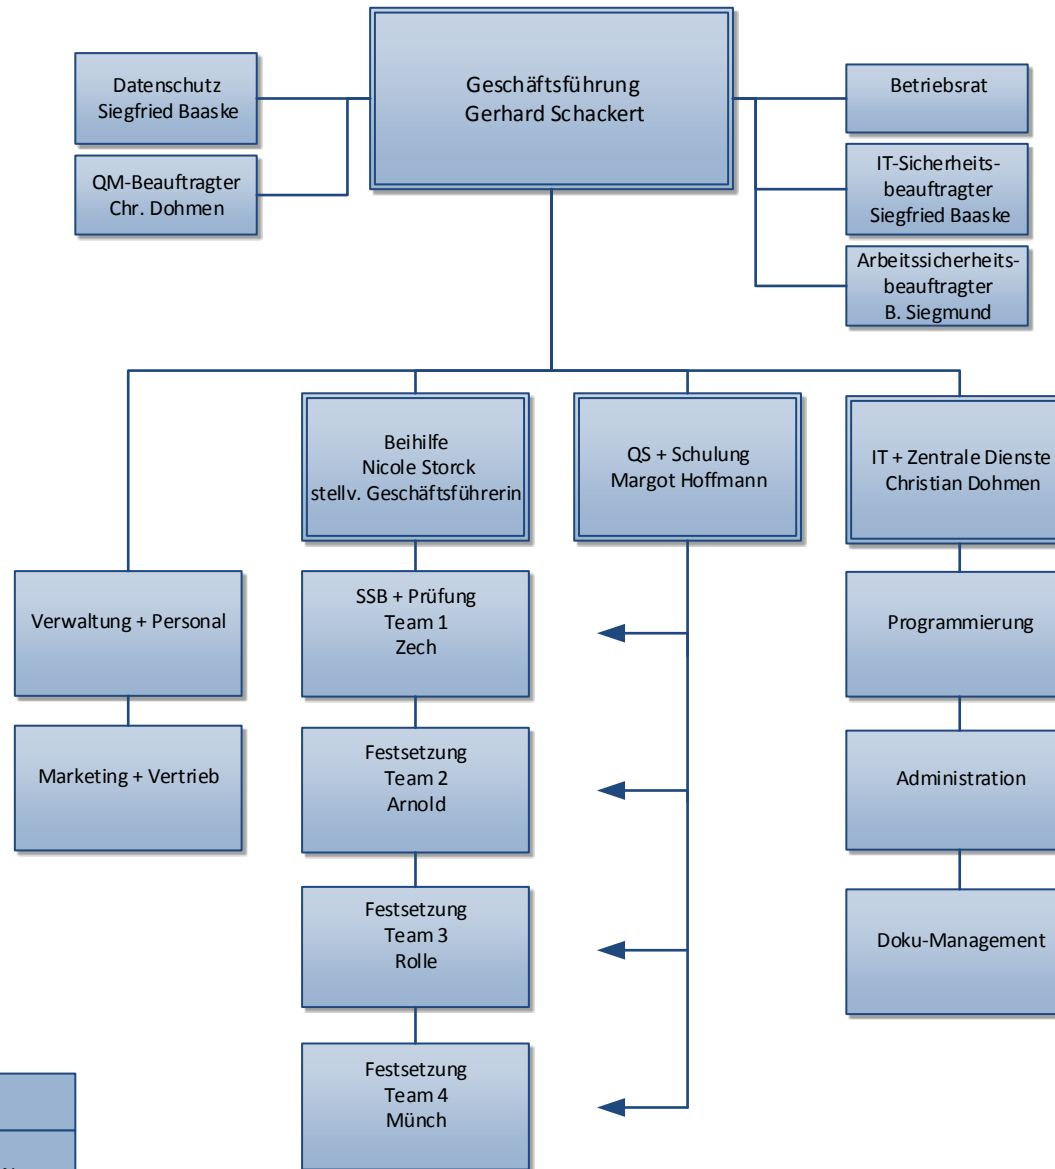 Geschäftsführung
Gerhard Schackert
Datenschutz
Siegfried Baaske
QM-Beauftragter
Chr. Dohmen
Betriebsrat
IT-Sicherheits-
beauftragter
Siegfried Baaske
Arbeitssicherheits-
beauftragter
B. Siegmund
Beihilfe
Nicole Storck
stellv. Geschäftsführerin
QS + Schulung
Margot Hoffmann
IT + Zentrale Dienste
Christian Dohmen
Verwaltung + Personal
Marketing + Vertrieb
SSB + Prüfung
Team 1
Zech
Festsetzung
Team 2
Arnold
Festsetzung
Team 3
Rolle
Festsetzung
Team 4
Münch
Programmierung
Administration
Doku-Management